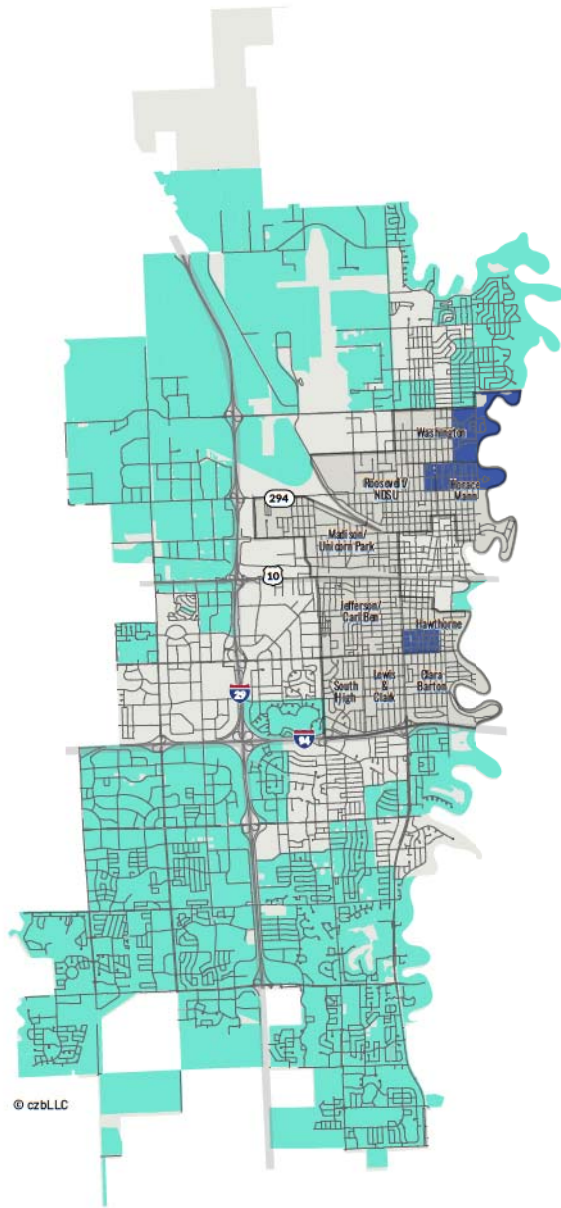 Washington
Roosevelt/
NDSU
Horace
Mann
294
Madison/
Unicorn Park
10
Jefferson/
Carl Ben
Hawthorne
South
High
Lewis
&
Clark
Clara
Barton
29
94
© czbLLC